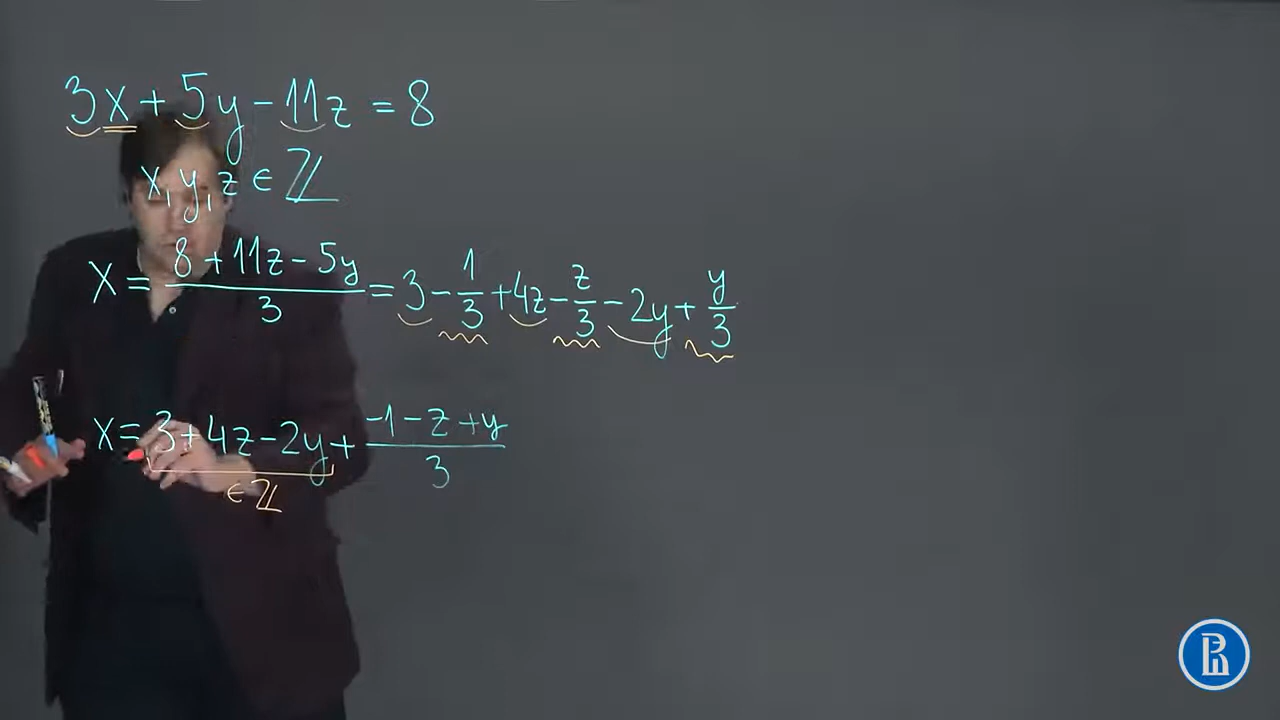 3x + 5y − 11z = 8
x, y, z ∈ ℤ
x = (8 + 11z − 5y)/3 = 3 − 1/3 + 4z − z/3 − 2y + y/3
x = 3 + 4z − 2y + (−1 − z + y)/3
∈ ℤ